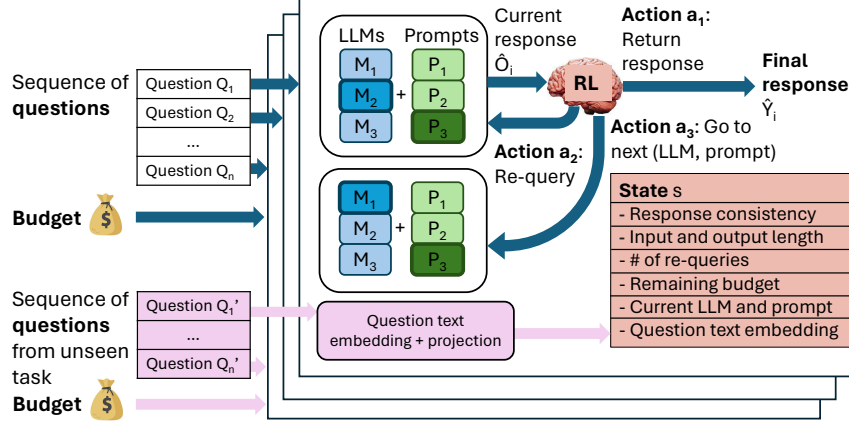 Sequence of
questions
Question Q₁
Question Q₂
...
Question Qₙ
Budget
$
LLMs
Prompts
M₁
M₂
M₃
+
P₁
P₂
P₃
Current
response
Ôᵢ
RL
Action a₁:
Return
response
Final
response
Ŷᵢ
Action a₂:
Re-query
Action a₃: Go to
next (LLM, prompt)
M₁
M₂
M₃
+
P₁
P₂
P₃
State s
- Response consistency
- Input and output length
- # of re-queries
- Remaining budget
- Current LLM and prompt
- Question text embedding
Sequence of
questions
from unseen
task
Question Q₁’
...
Question Qₙ’
Question text
embedding + projection
Budget
$